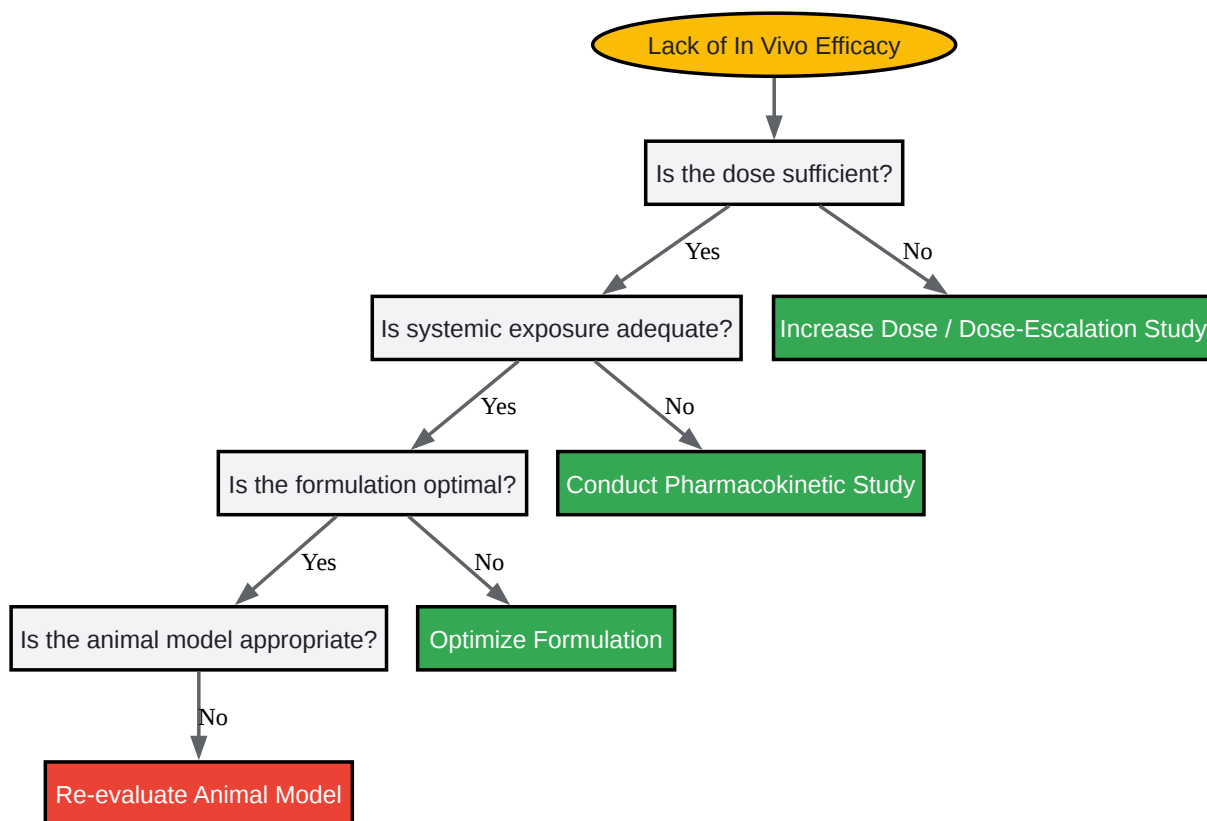 Lack of In Vivo Efficacy
Is the dose sufficient?
Yes
No
Is systemic exposure adequate?
Increase Dose / Dose-Escalation Study
Yes
No
Is the formulation optimal?
Conduct Pharmacokinetic Study
Yes
No
Is the animal model appropriate?
Optimize Formulation
No
Re-evaluate Animal Model